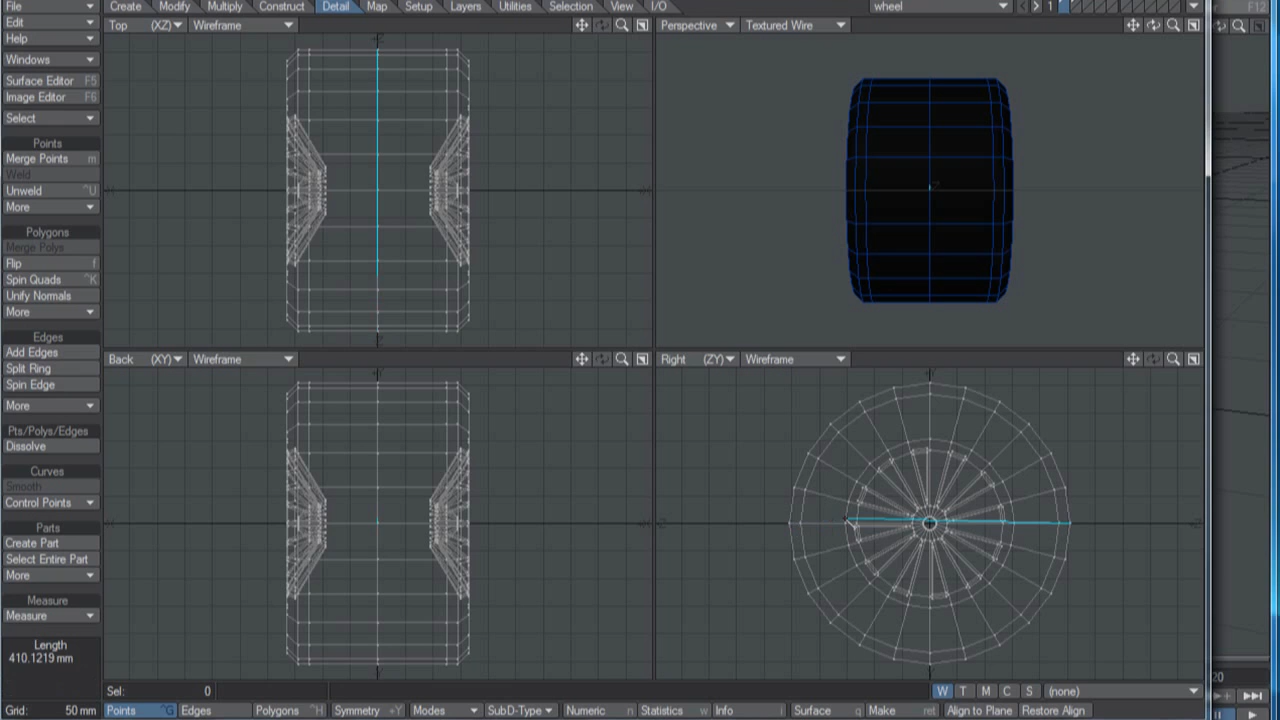 File
Create Modify Multiply Construct Detail Map Setup Layers Utilities Selection View I/O
wheel
1
F12
Edit
Help
Windows
Surface Editor F5
Image Editor F6
Select
Points
Merge Points m
Weld
Unweld ^U
More
Polygons
Merge Polys
Flip f
Spin Quads ^K
Unify Normals
More
Edges
Add Edges
Split Ring
Spin Edge
More
Pts/Polys/Edges
Dissolve
Curves
Smooth
Control Points
Parts
Create Part
Select Entire Part
More
Measure
Measure
Length
410.1219 mm
Grid: 50 mm
Top (XZ) Wireframe
Perspective Textured Wire
Back (XY) Wireframe
Right (ZY) Wireframe
Sel: 0
W T M C S (none)
Points ^G Edges Polygons ^H Symmetry +Y Modes SubD-Type Numeric n Statistics w Info i Surface q Make ret Align to Plane Restore Align
20